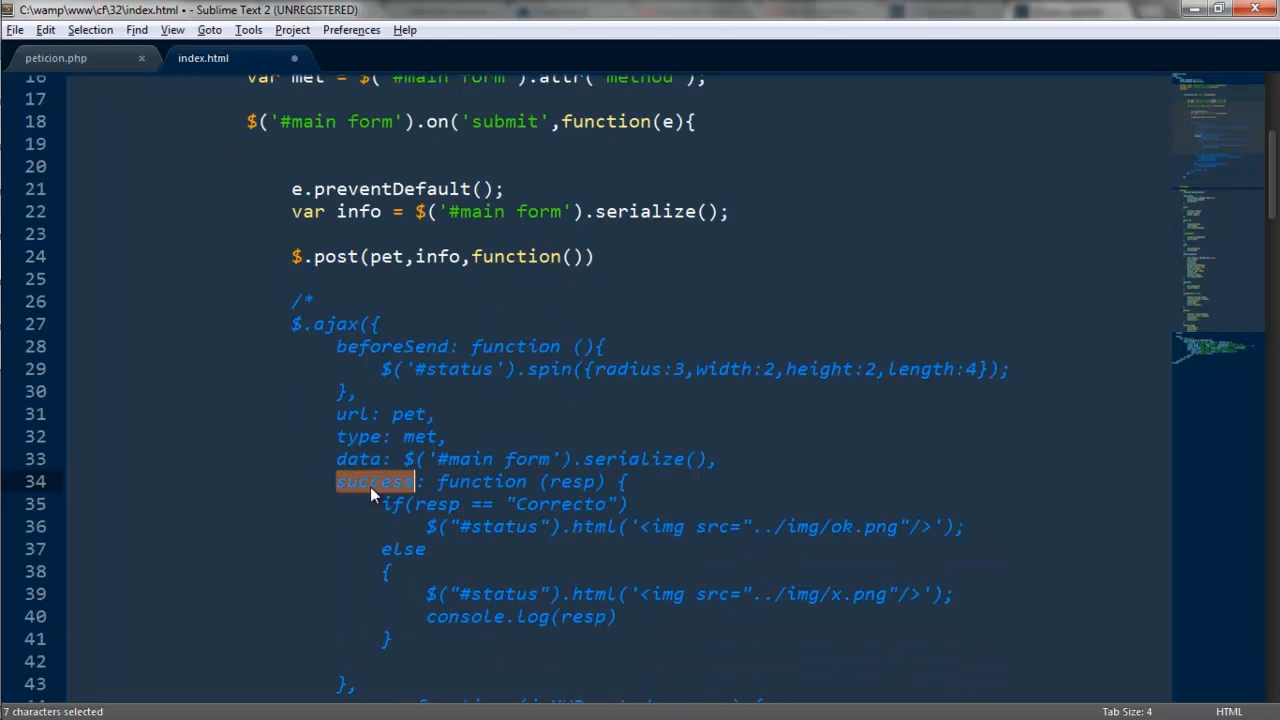 C:\wamp\www\cf\32\index.html • - Sublime Text 2 (UNREGISTERED)
File Edit Selection Find View Goto Tools Project Preferences Help
peticion.php index.html
16 var met = $('#main form').attr('method');
17
18 $('#main form').on('submit',function(e){
19
20
21 e.preventDefault();
22 var info = $('#main form').serialize();
23
24 $.post(pet,info,function())
25
26 /*
27 $.ajax({
28 beforeSend: function (){
29 $('#status').spin({radius:3,width:2,height:2,length:4});
30 },
31 url: pet,
32 type: met,
33 data: $('#main form').serialize(),
34 success: function (resp) {
35 if(resp == "Correcto")
36 $("#status").html('<img src="../img/ok.png"/>');
37 else
38 {
39 $("#status").html('<img src="../img/x.png"/>');
40 console.log(resp)
41 }
42
43 },
7 characters selected Tab Size: 4 HTML